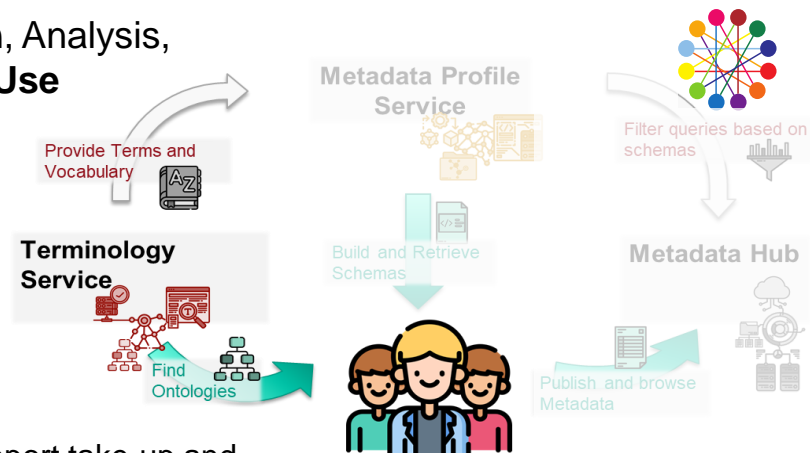 , Analysis,
Use
Metadata Profile
Service
Provide Terms and
Vocabulary
AZ
Filter queries based on
schemas
Terminology
Service
Build and Retrieve
Schemas
Metadata Hub
Find
Ontologies
Publish and browse
Metadata
take-up and